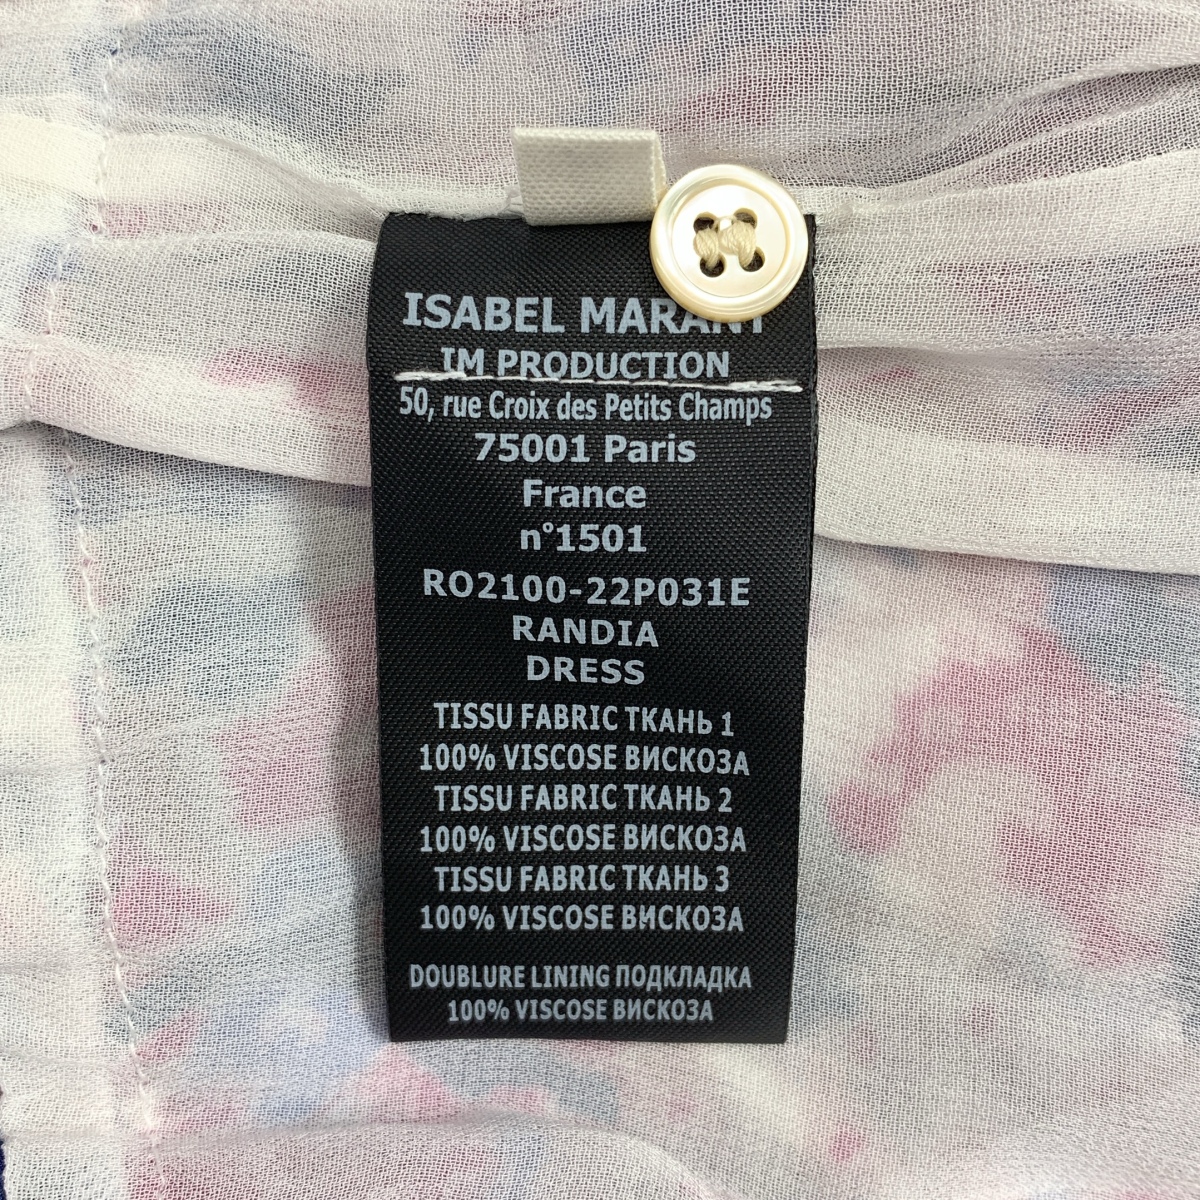 ISABEL MARANT
IM PRODUCTION
50, rue Croix des Petits Champs
75001 Paris
France
n°1501
RO2100-22P031E
RANDIA
DRESS
TISSU FABRIC ТКАНЬ 1
100% VISCOSE ВИСКОЗА
TISSU FABRIC ТКАНЬ 2
100% VISCOSE ВИСКОЗА
TISSU FABRIC ТКАНЬ 3
100% VISCOSE ВИСКОЗА
DOUBLURE LINING ПОДКЛАДКА
100% VISCOSE ВИСКОЗА